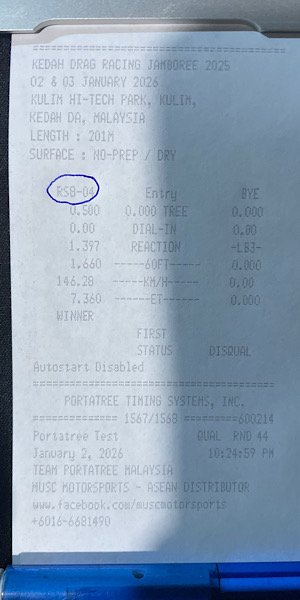 ==============================
KEDAH DRAG RACING JAMBOREE 2025
02 & 03 JANUARY 2026
KULIM HI-TECH PARK, KULIM,
KEDAH DA, MALAYSIA
LENGTH : 201M
SURFACE : NO-PREP / DRY
RSB-04 Entry BYE
0.500 0.000 TREE 0.000
0.00 DIAL-IN 0.00
1.397 REACTION -LB3-
1.660 -----60FT----- 0.000
146.28 -----KM/H----- 0.00
7.360 ------ET------ 0.000
WINNER
FIRST
STATUS DISQUAL
Autostart Disabled
==============================
PORTATREE TIMING SYSTEMS, INC.
============ 1567/1568 =========600214
Portatree Test QUAL RND 44
January 2, 2026 10:24:59 PM
TEAM PORTATREE MALAYSIA
MUSC MOTORSPORTS - ASEAN DISTRIBUTOR
www.facebook.com/muscmotorsports
+6016-6681490